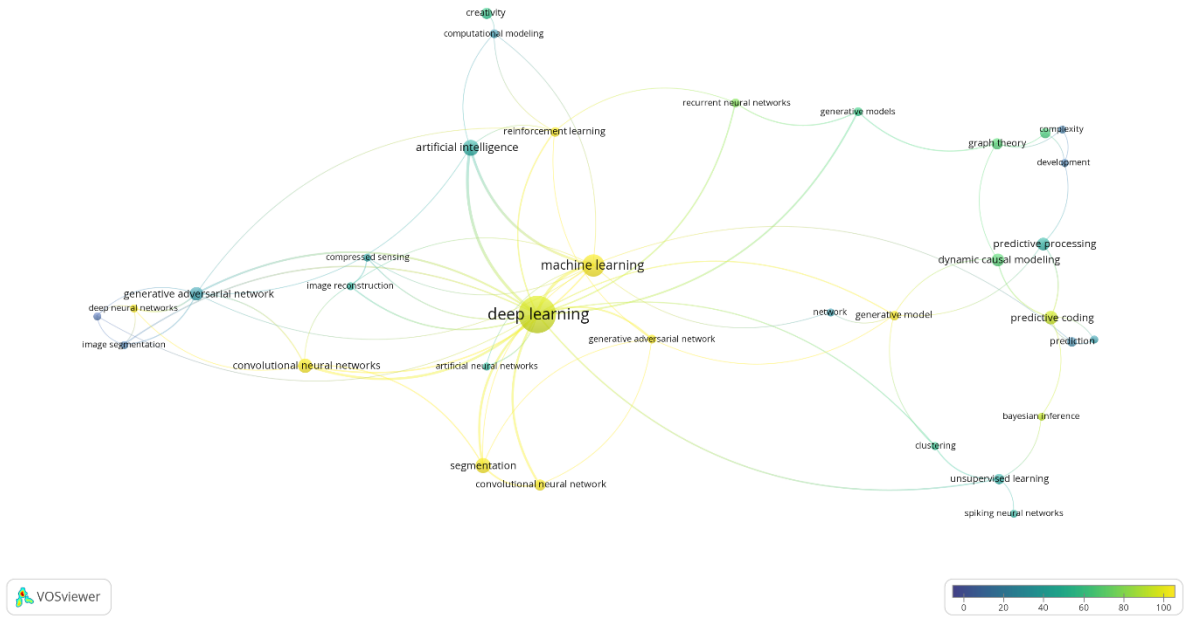 creativity
computational modeling
recurrent neural networks
generative models
reinforcement learning
complexity
artificial intelligence
graph theory
development
predictive processing
compressed sensing
machine learning
dynamic causal modeling
image reconstruction
generative adversarial network
deep neural networks
deep learning
network
generative model
predictive coding
image segmentation
generative adversarial network
prediction
convolutional neural networks
artificial neural networks
bayesian inference
clustering
segmentation
convolutional neural network
unsupervised learning
spiking neural networks
VOSviewer
0 20 40 60 80 100